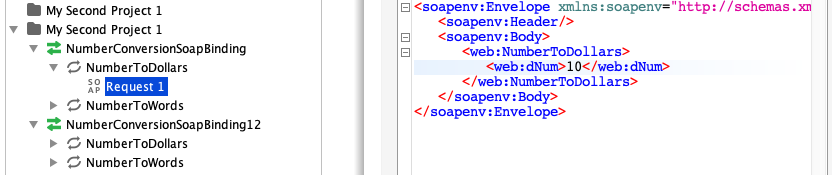 My Second Project 1
My Second Project 1
NumberConversionSoapBinding
NumberToDollars
SO
AP
Request 1
NumberToWords
NumberConversionSoapBinding12
NumberToDollars
NumberToWords
<soapenv:Envelope xmlns:soapenv="http://schemas.xm
<soapenv:Header/>
<soapenv:Body>
<web:NumberToDollars>
<web:dNum>10</web:dNum>
</web:NumberToDollars>
</soapenv:Body>
</soapenv:Envelope>